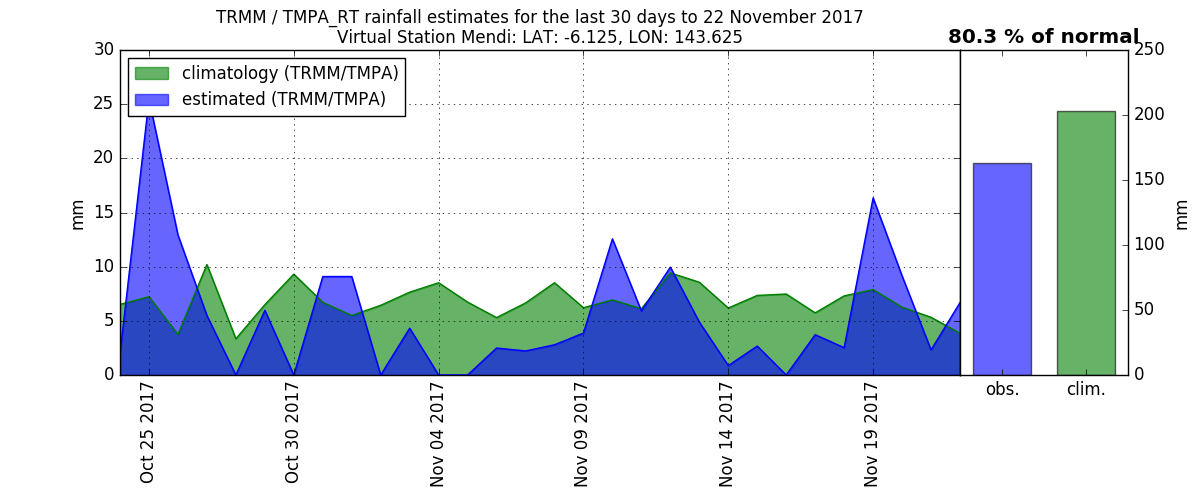 TRMM / TMPA_RT rainfall estimates for the last 30 days to 22 November 2017
Virtual Station Mendi: LAT: -6.125, LON: 143.625
80.3 % of normal
climatology (TRMM/TMPA)
estimated (TRMM/TMPA)
30
25
20
15
10
5
0
mm
Oct 25 2017
Oct 30 2017
Nov 04 2017
Nov 09 2017
Nov 14 2017
Nov 19 2017
obs.
clim.
250
200
150
100
50
0
mm